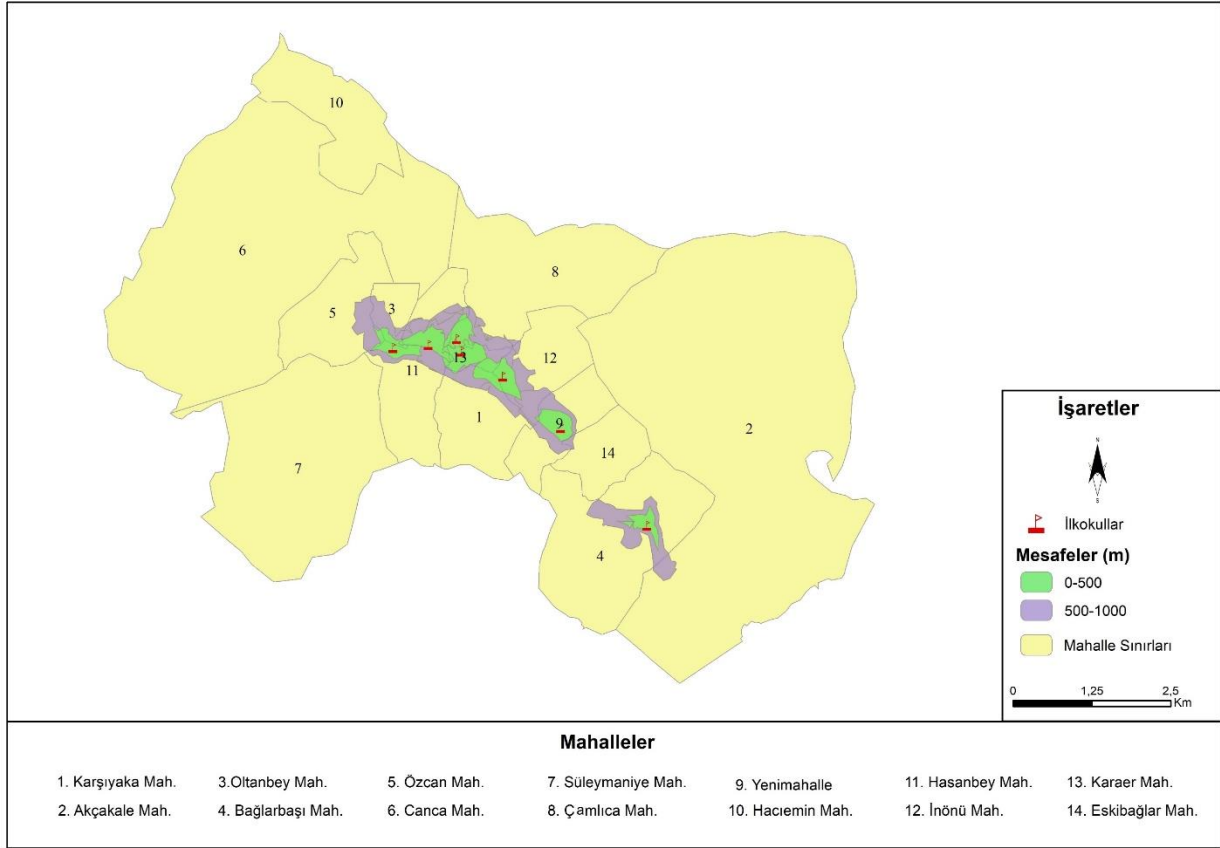 10
6
8
5
3
12
13
11
1
9
2
14
7
4
İşaretler
N
S
İlkokullar
Mesafeler (m)
0-500
500-1000
Mahalle Sınırları
0 1,25 2,5
Km
Mahalleler
1. Karşıyaka Mah. 3.Oltanbey Mah. 5. Özcan Mah. 7. Süleymaniye Mah. 9. Yenimahalle 11. Hasanbey Mah. 13. Karaer Mah.
2. Akçakale Mah. 4. Bağlarbaşı Mah. 6. Canca Mah. 8. Çamlıca Mah. 10. Hacıemin Mah. 12. İnönü Mah. 14. Eskibağlar Mah.